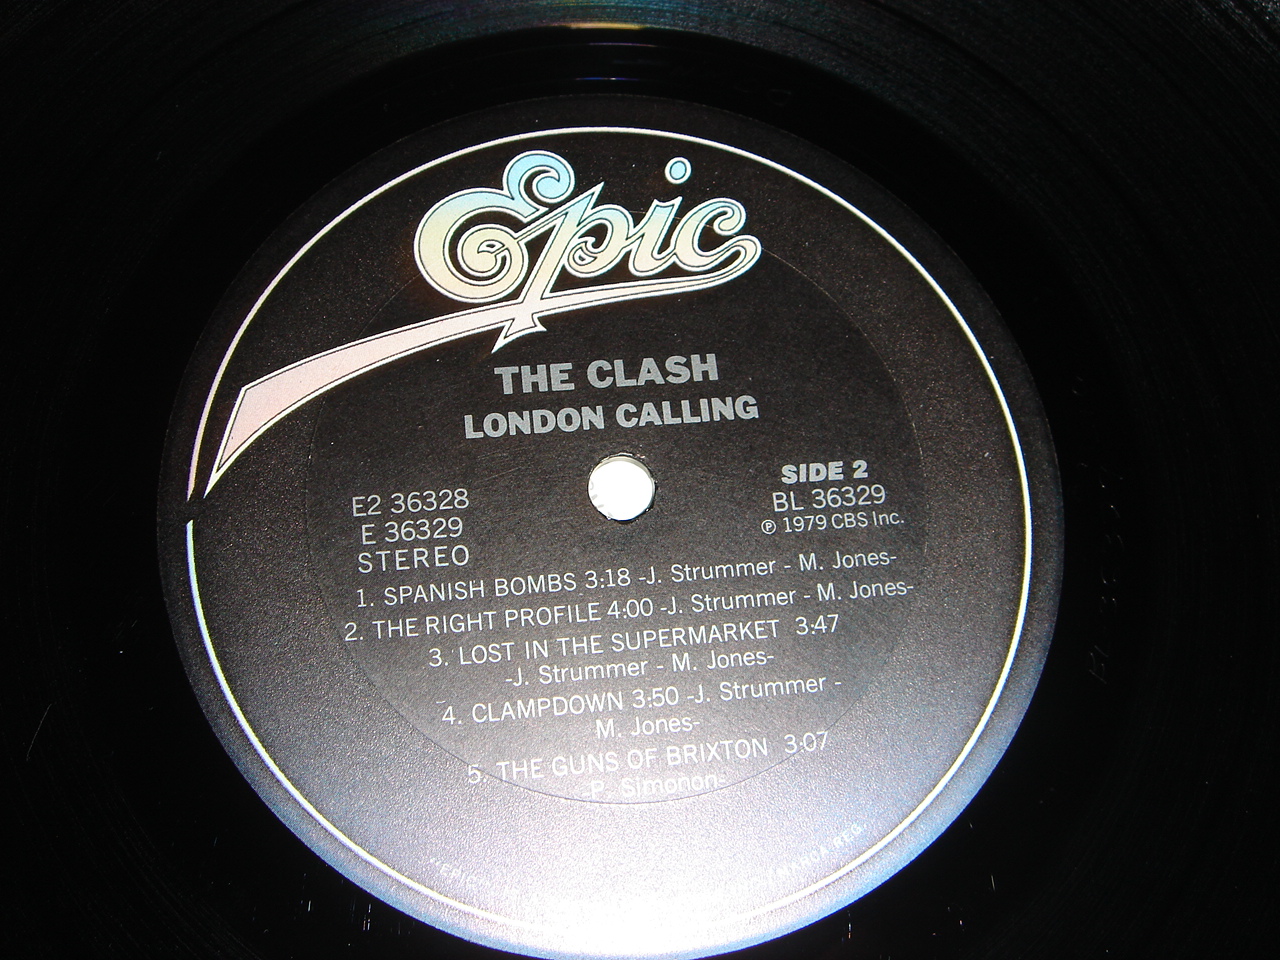 Epic
THE CLASH
LONDON CALLING
SIDE 2
E2 36328
BL 36329
E 36329
℗ 1979 CBS Inc.
STEREO
1. SPANISH BOMBS 3:18 -J. Strummer - M. Jones-
2. THE RIGHT PROFILE 4:00 -J. Strummer - M. Jones-
3. LOST IN THE SUPERMARKET 3:47
-J. Strummer - M. Jones-
4. CLAMPDOWN 3:50 -J. Strummer -
M. Jones-
5. THE GUNS OF BRIXTON 3:07
-P. Simonon-